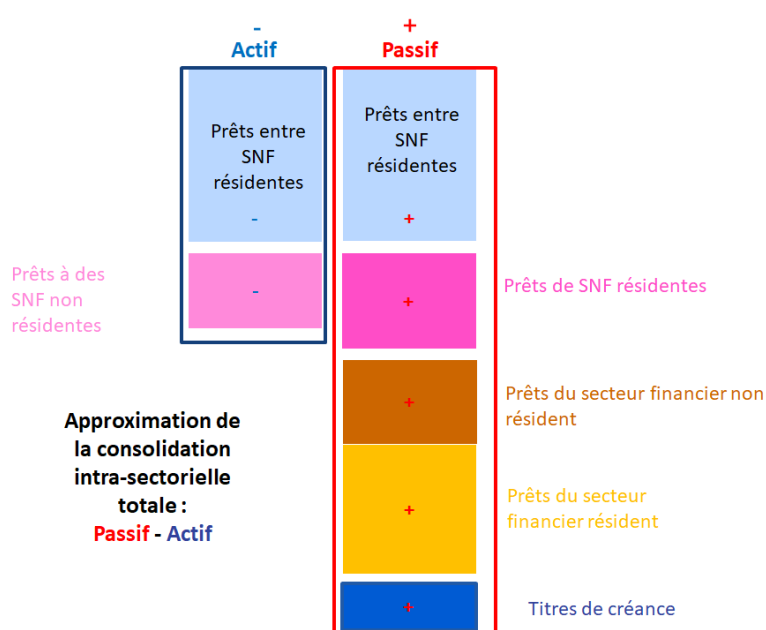 -
Actif
+
Passif
Prêts entre
SNF
résidentes
-
Prêts entre
SNF
résidentes
+
Prêts à des
SNF non
résidentes
-
+
Prêts de SNF résidentes
+
Prêts du secteur financier non
résident
Approximation de
la consolidation
intra-sectorielle
totale :
Passif - Actif
+
Prêts du secteur
financier résident
+
Titres de créance